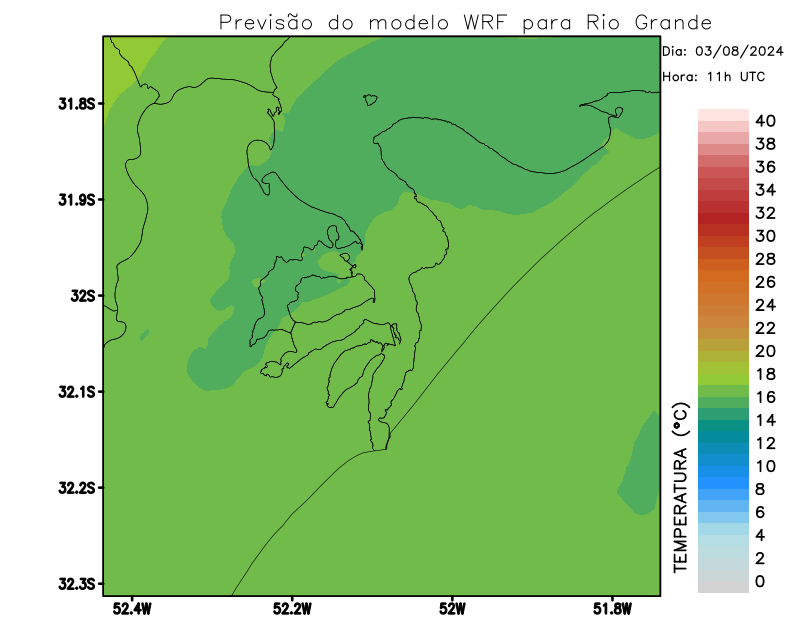 Previsão do modelo WRF para Rio Grande
Dia: 03/08/2024
Hora: 11h UTC
31.8S
31.9S
32S
32.1S
32.2S
32.3S
52.4W
52.2W
52W
51.8W
TEMPERATURA (°C)
40
38
36
34
32
30
28
26
24
22
20
18
16
14
12
10
8
6
4
2
0